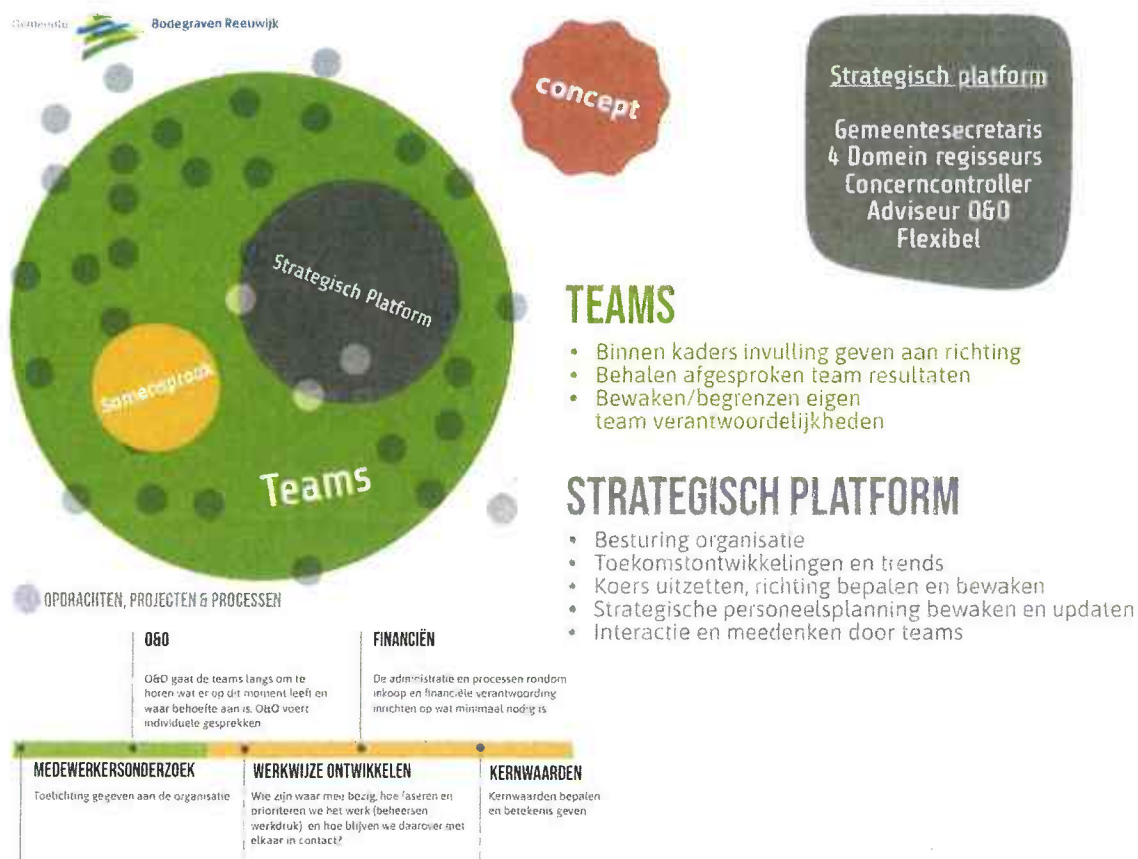 Gemeente Bodegraven Reeuwijk
concept
Strategisch platform
Gemeentesecretaris
4 Domein regisseurs
Concerncontroller
Adviseur O&O
Flexibel
Strategisch Platform
Samenspraak
Teams
OPDRACHTEN, PROJECTEN & PROCESSEN
TEAMS
• Binnen kaders invulling geven aan richting
• Behalen afgesproken team resultaten
• Bewaken/begrenzen eigen
team verantwoordelijkheden
STRATEGISCH PLATFORM
• Besturing organisatie
• Toekomstontwikkelingen en trends
• Koers uitzetten, richting bepalen en bewaken
• Strategische personeelsplanning bewaken en updaten
• Interactie en meedenken door teams
O&O
O&O gaat de teams langs om te
horen wat er op dit moment leeft en
waar behoefte aan is. O&O voert
individuele gesprekken
FINANCIËN
De administratie en processen rondom
inkoop en financiële verantwoording
inrichten op wat minimaal nodig is
MEDEWERKERSONDERZOEK
Toelichting gegeven aan de organisatie
WERKWIJZE ONTWIKKELEN
Wie zijn waar mee bezig, hoe faseren en
prioriteren we het werk (beheersen
werkdruk) en hoe blijven we daarover met
elkaar in contact?
KERNWAARDEN
Kernwaarden bepalen
en betekenis geven